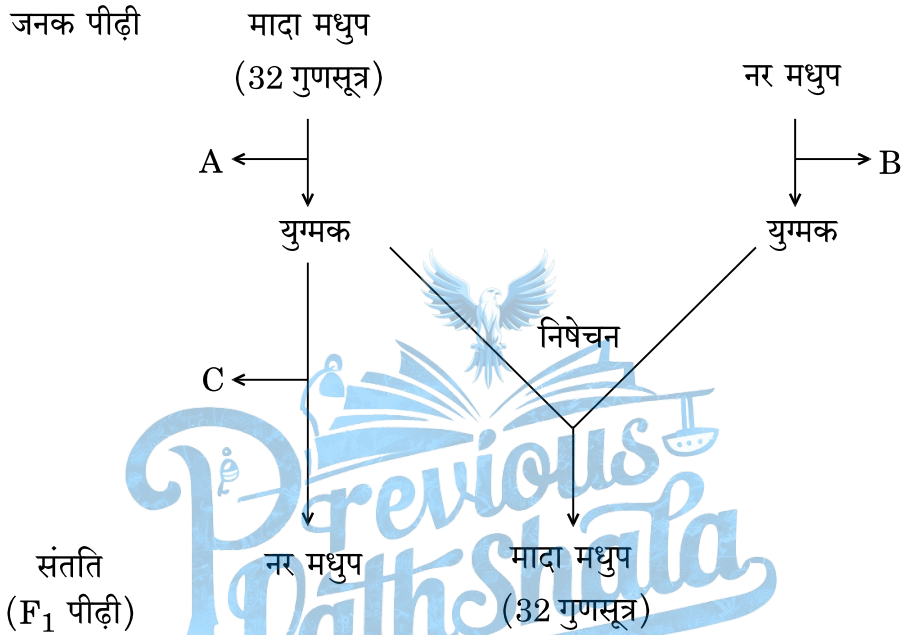 जनक पीढ़ी
मादा मधुप
(32 गुणसूत्र)
नर मधुप
A
B
युग्मक
युग्मक
निषेचन
C
Previous
PathShala
संतति
(F₁ पीढ़ी)
नर मधुप
मादा मधुप
(32 गुणसूत्र)